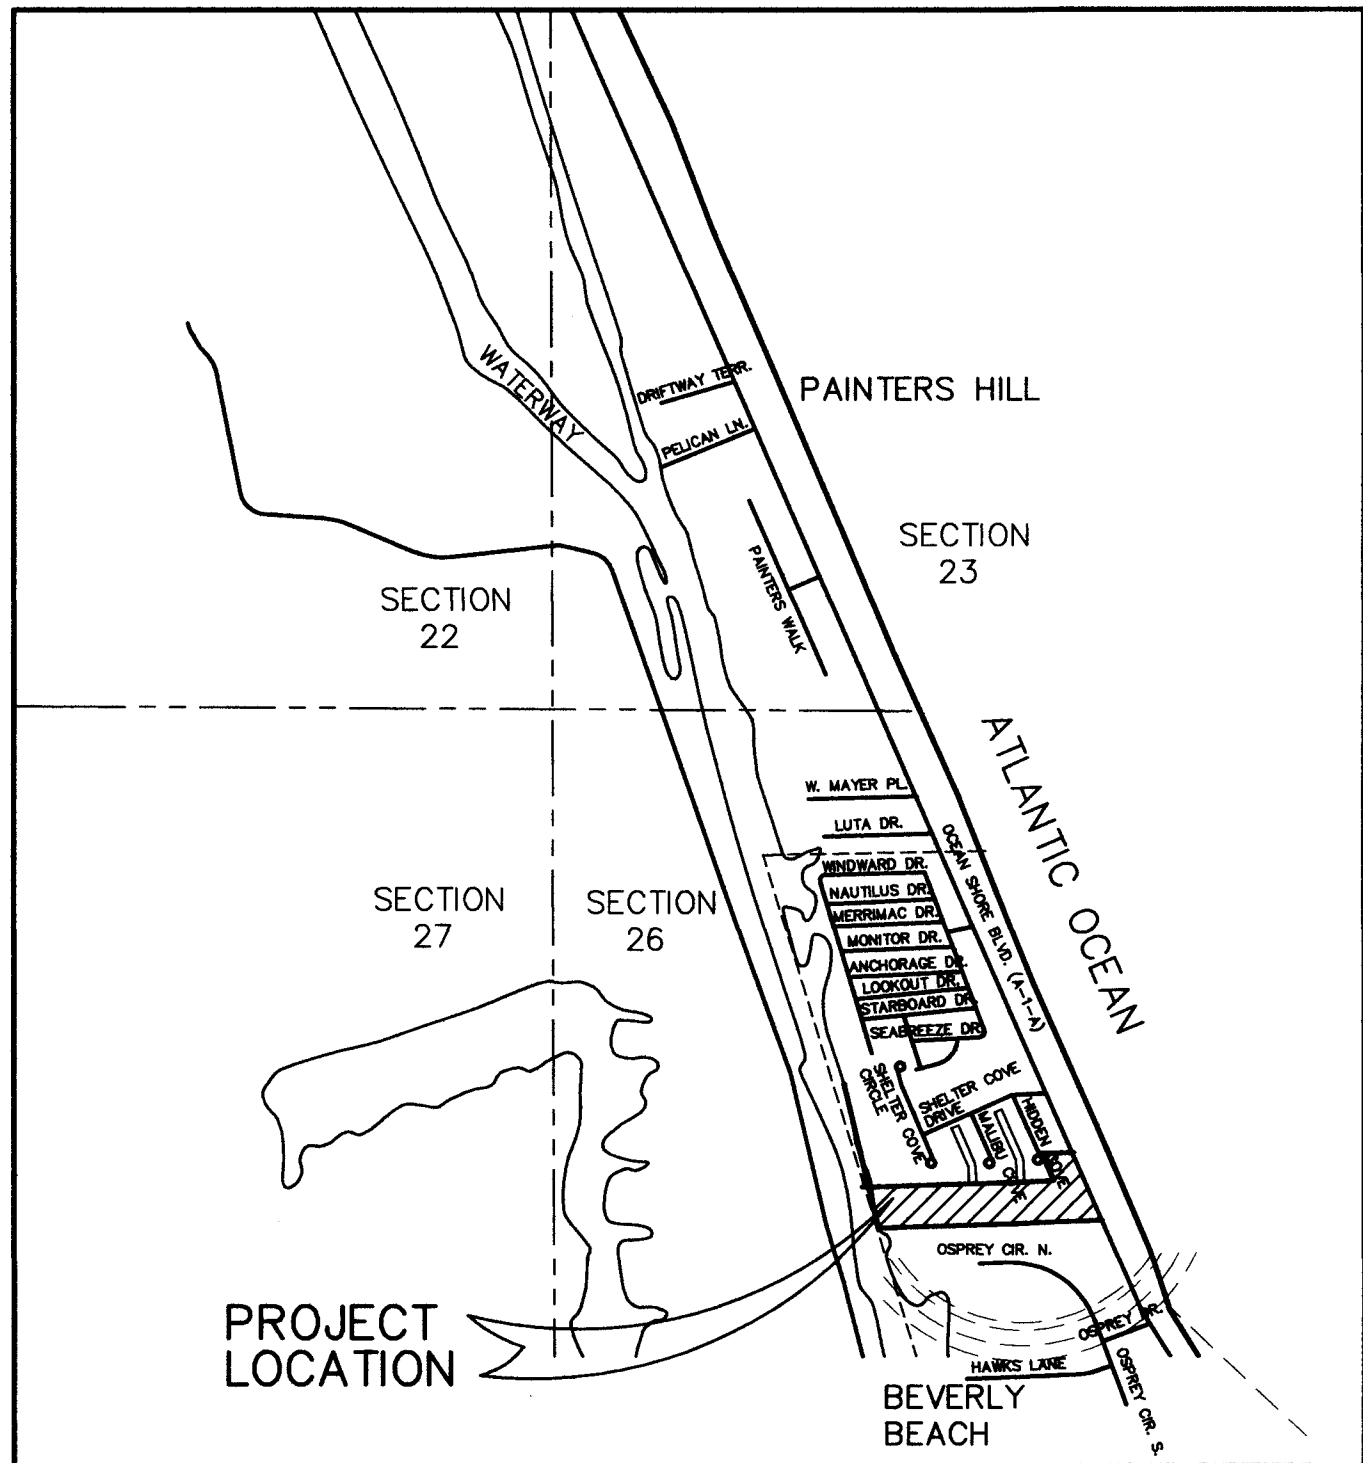 WATERWAY
DRIFTWAY TERR.
PAINTERS HILL
PELICAN LN.
SECTION
23
PAINTERS WALK
SECTION
22
ATLANTIC OCEAN
W. MAYER PL.
LUTA DR.
OCEAN SHORE BLVD. (A-1-A)
WINDWARD DR.
NAUTILUS DR.
MERRIMAC DR.
MONITOR DR.
ANCHORAGE DR.
LOOKOUT DR.
STARBOARD DR.
SEABREEZE DR.
SECTION
27
SECTION
26
SHELTER COVE
CIRCLE
SHELTER COVE
DRIVE
MALIBU COVE
HIDDEN COVE
OSPREY CIR. N.
PROJECT
LOCATION
OSPREY DR.
HAWKS LANE
OSPREY CIR. S.
BEVERLY
BEACH